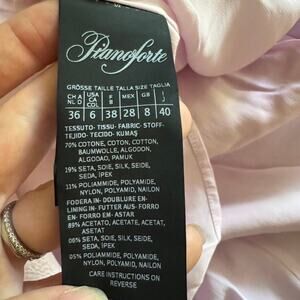 Pianoforte
GRÖSSE TAILLE TALLA SIZE TAGLIA
CH A NL D
USA CA COL
F B
MEX
GB
I J
36 6 38 28 8 40
TESSUTO- TISSU- FABRIC- STOFF-
TEJIDO- TECIDO- KUMAŞ
70% COTONE, COTON, COTTON,
BAUMWOLLE, ALGODON,
ALGODAO, PAMUK
19% SETA, SOIE, SILK, SEIDE,
SEDA, İPEK
11% POLIAMMIDE, POLYAMIDE,
NYLON, POLYAMID, NAILON
FODERA IN- DOUBLURE EN-
LINING IN- FUTTER AUS- FORRO
EN- FORRO EM- ASTAR
89% ACETATO, ACETATE, ACETAT,
ASETAT
06% SETA, SOIE, SILK, SEIDE,
SEDA, İPEK
05% POLIAMMIDE, POLYAMIDE,
NYLON, POLYAMID, NAILON
CARE INSTRUCTIONS ON
REVERSE